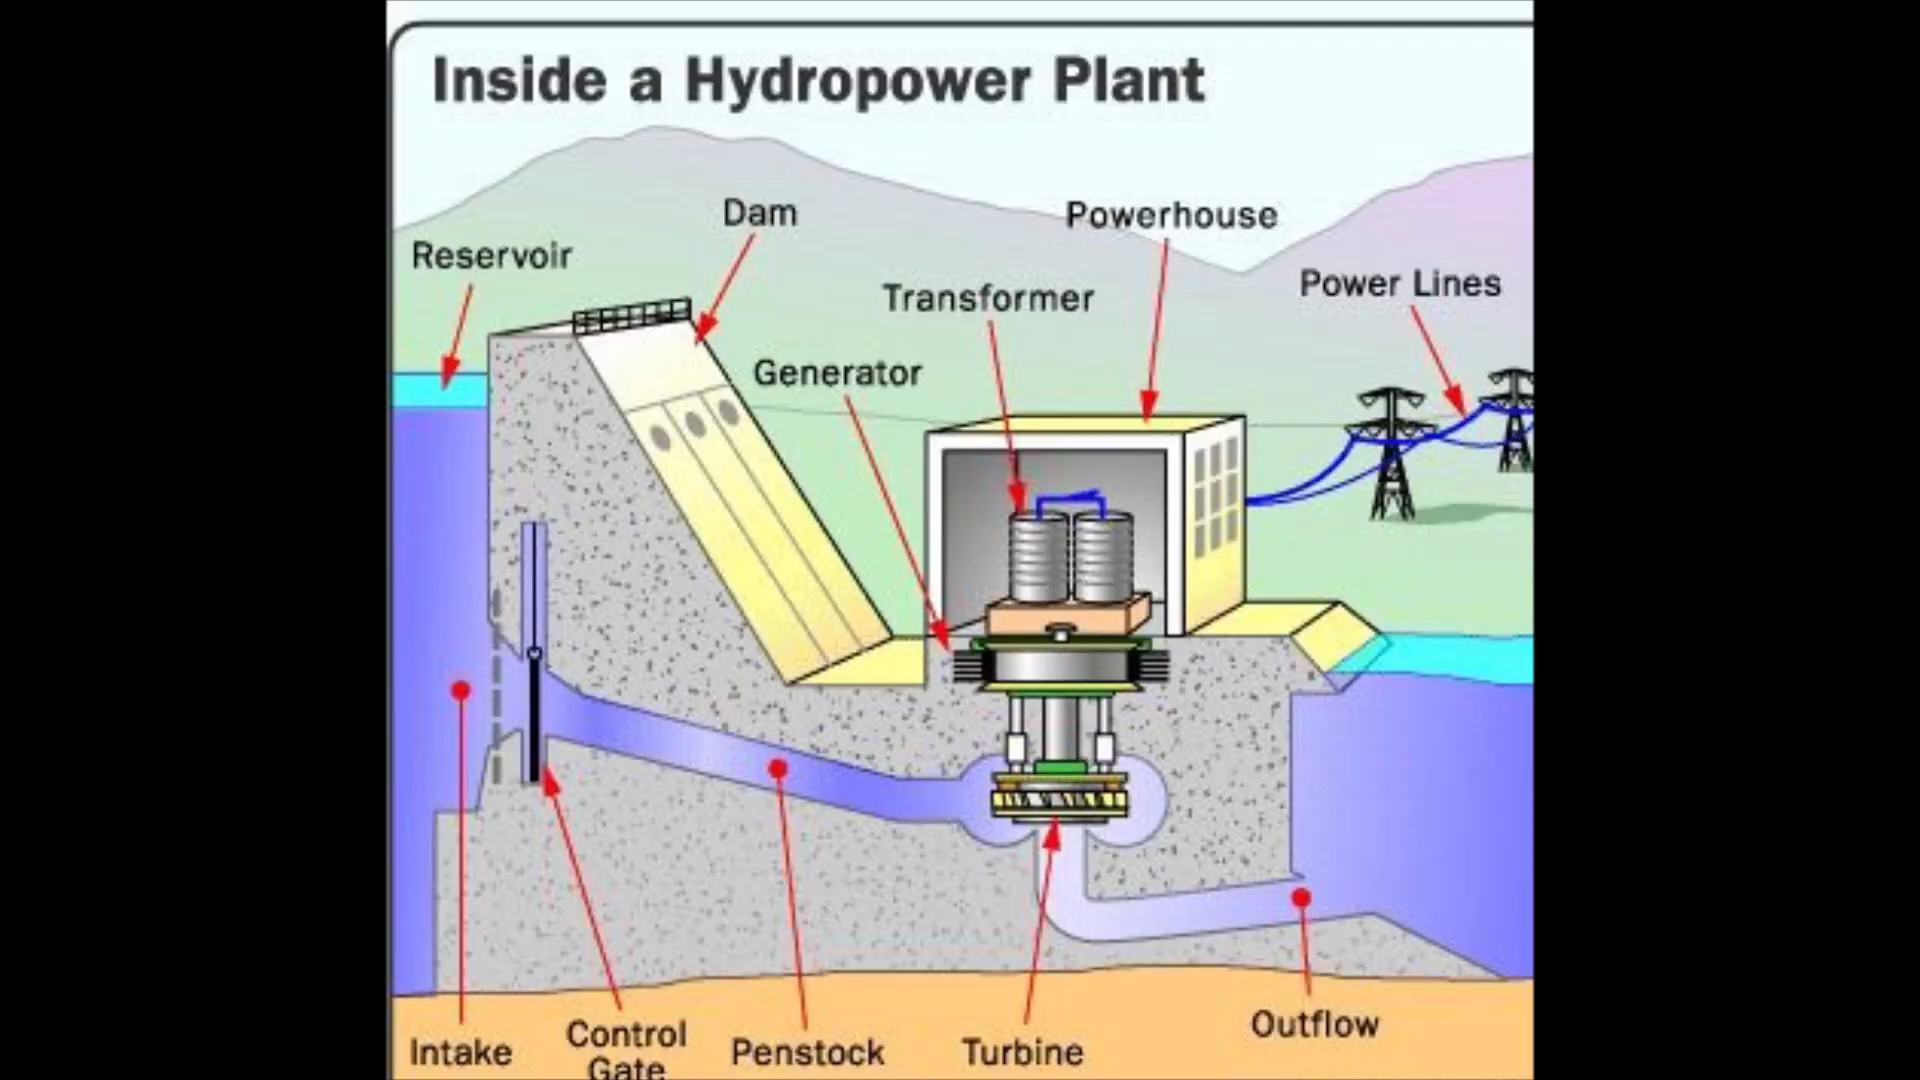 Inside a Hydropower Plant
Dam
Powerhouse
Reservoir
Power Lines
Transformer
Generator
Outflow
Intake
Control
Gate
Penstock
Turbine